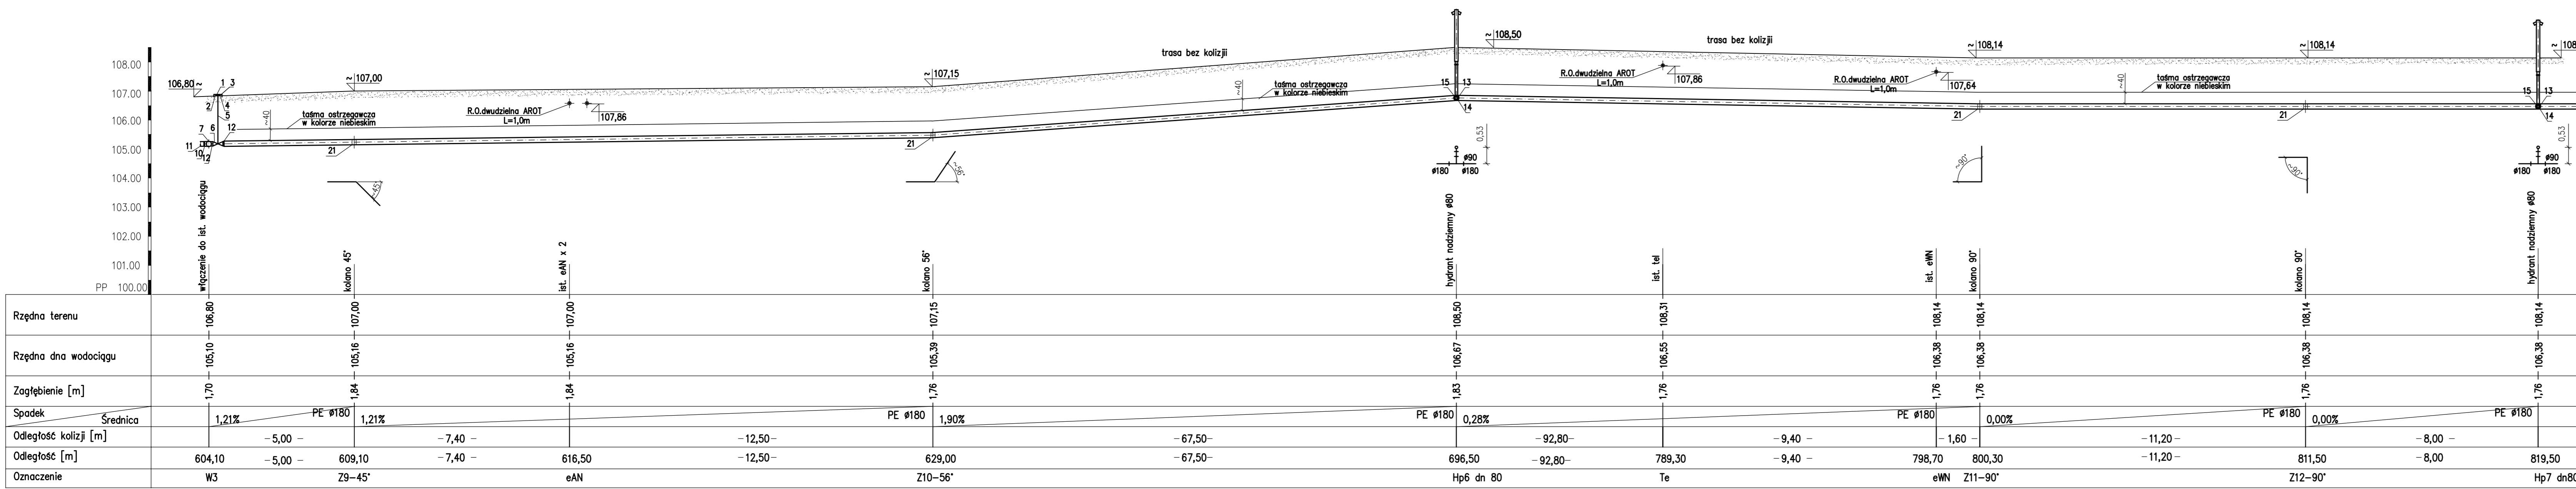 108.00
107.00
106.00
105.00
104.00
103.00
102.00
101.00
PP 100.00
106,80 ~
1 3
2 4
5
7 6 12
11
10
12
~40
taśma ostrzegawcza
w kolorze niebieskim
~ 107,00
21
~45°
R.O.dwudzielna AROT
L=1,0m
107,86
~ 107,15
21
~56°
trasa bez kolizji
~40
taśma ostrzegawcza
w kolorze niebieskim
~ 108,50
15 13
14
0,53
ø90
ø180 ø180
trasa bez kolizji
R.O.dwudzielna AROT
L=1,0m
107,86
R.O.dwudzielna AROT
L=1,0m
107,64
~ 108,14
21
~90°
~40
taśma ostrzegawcza
w kolorze niebieskim
~ 108,14
21
~90°
~ 108
15 13
14
0,53
ø90
ø180 ø180
włączenie do ist. wodociągu
kolano 45°
ist. eAN x 2
kolano 56°
hydrant nadziemny ø80
ist. tel
ist. eWN
kolano 90°
kolano 90°
hydrant nadziemny ø80
Rzędna terenu 106,80 107,00 107,00 107,15 108,50 108,31 108,14 108,14 108,14 108,14
Rzędna dna wodociągu 105,10 105,16 105,16 105,39 106,67 106,55 106,38 106,38 106,38 106,38
Zagłębienie [m] 1,70 1,84 1,84 1,76 1,83 1,76 1,76 1,76 1,76 1,76
Spadek
Średnica
1,21% PE ø180 1,21% PE ø180 1,90% PE ø180 0,28% PE ø180 0,00% PE ø180 0,00% PE ø180
Odległość kolizji [m] -5,00 - -7,40 - -12,50- -67,50- -92,80- -9,40 - - 1,60 - -11,20- -8,00 -
Odległość [m] 604,10 -5,00 - 609,10 -7,40 - 616,50 -12,50- 629,00 -67,50- 696,50 -92,80- 789,30 -9,40 - 798,70 800,30 -11,20- 811,50 -8,00 819,50
Oznaczenie W3 Z9-45° eAN Z10-56° Hp6 dn 80 Te eWN Z11-90° Z12-90° Hp7 dn80